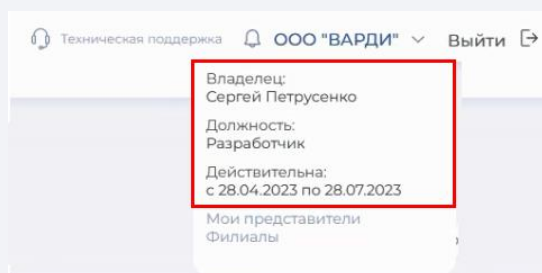 Техническая поддержка ООО "ВАРДИ" Выйти
Владелец:
Сергей Петрусенко
Должность:
Разработчик
Действительна:
с 28.04.2023 по 28.07.2023
Мои представители
Филиалы